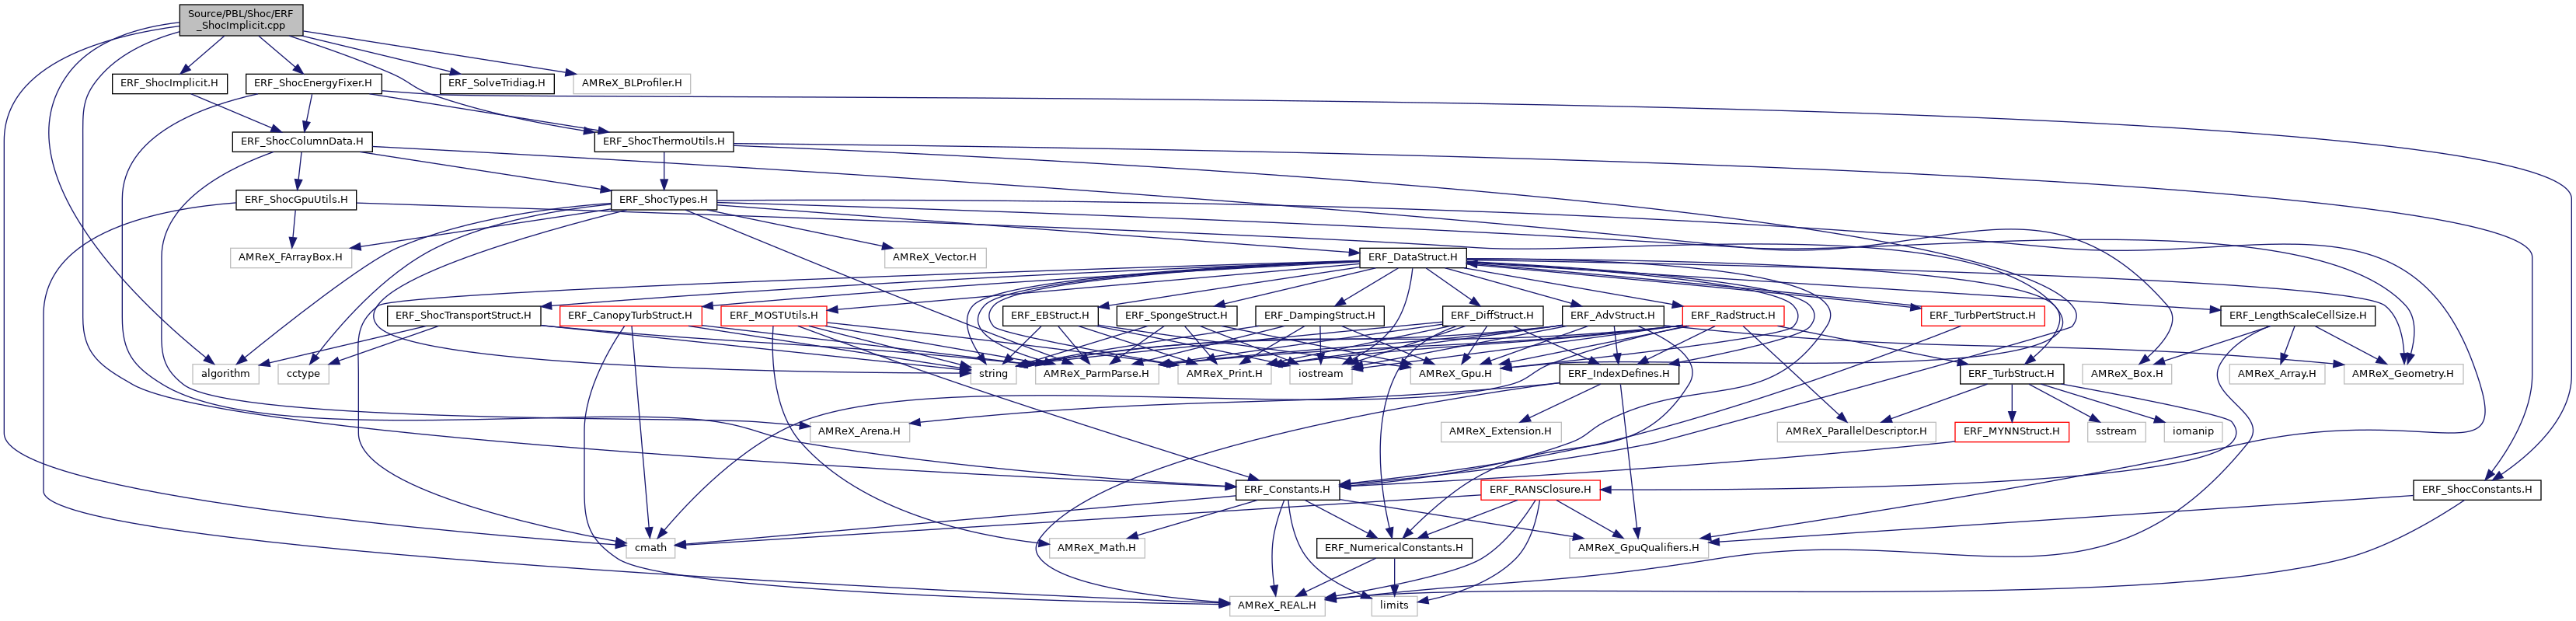 Source/PBL/Shoc/ERF
_ShocImplicit.cpp
ERF_ShocImplicit.H
ERF_ShocEnergyFixer.H
ERF_SolveTridiag.H
AMReX_BLProfiler.H
ERF_ShocColumnData.H
ERF_ShocThermoUtils.H
ERF_ShocGpuUtils.H
ERF_ShocTypes.H
AMReX_FArrayBox.H
AMReX_Vector.H
ERF_DataStruct.H
ERF_ShocTransportStruct.H
ERF_CanopyTurbStruct.H
ERF_MOSTUtils.H
ERF_EBStruct.H
ERF_SpongeStruct.H
ERF_DampingStruct.H
ERF_DiffStruct.H
ERF_AdvStruct.H
ERF_RadStruct.H
ERF_TurbPertStruct.H
ERF_LengthScaleCellSize.H
algorithm
cctype
string
AMReX_ParmParse.H
AMReX_Print.H
iostream
AMReX_Gpu.H
ERF_IndexDefines.H
ERF_TurbStruct.H
AMReX_Box.H
AMReX_Array.H
AMReX_Geometry.H
AMReX_Arena.H
AMReX_Extension.H
AMReX_ParallelDescriptor.H
ERF_MYNNStruct.H
sstream
iomanip
ERF_Constants.H
ERF_RANSClosure.H
ERF_ShocConstants.H
cmath
AMReX_Math.H
ERF_NumericalConstants.H
AMReX_GpuQualifiers.H
AMReX_REAL.H
limits